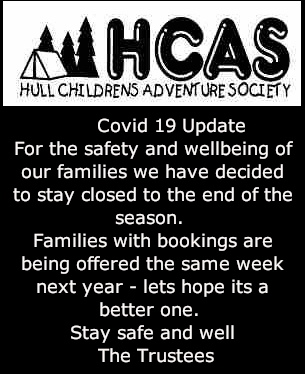 HCAS
HULL CHILDRENS ADVENTURE SOCIETY
Covid 19 Update
For the safety and wellbeing of
our families we have decided
to stay closed to the end of the
season.
Families with bookings are
being offered the same week
next year - lets hope its a
better one.
Stay safe and well
The Trustees